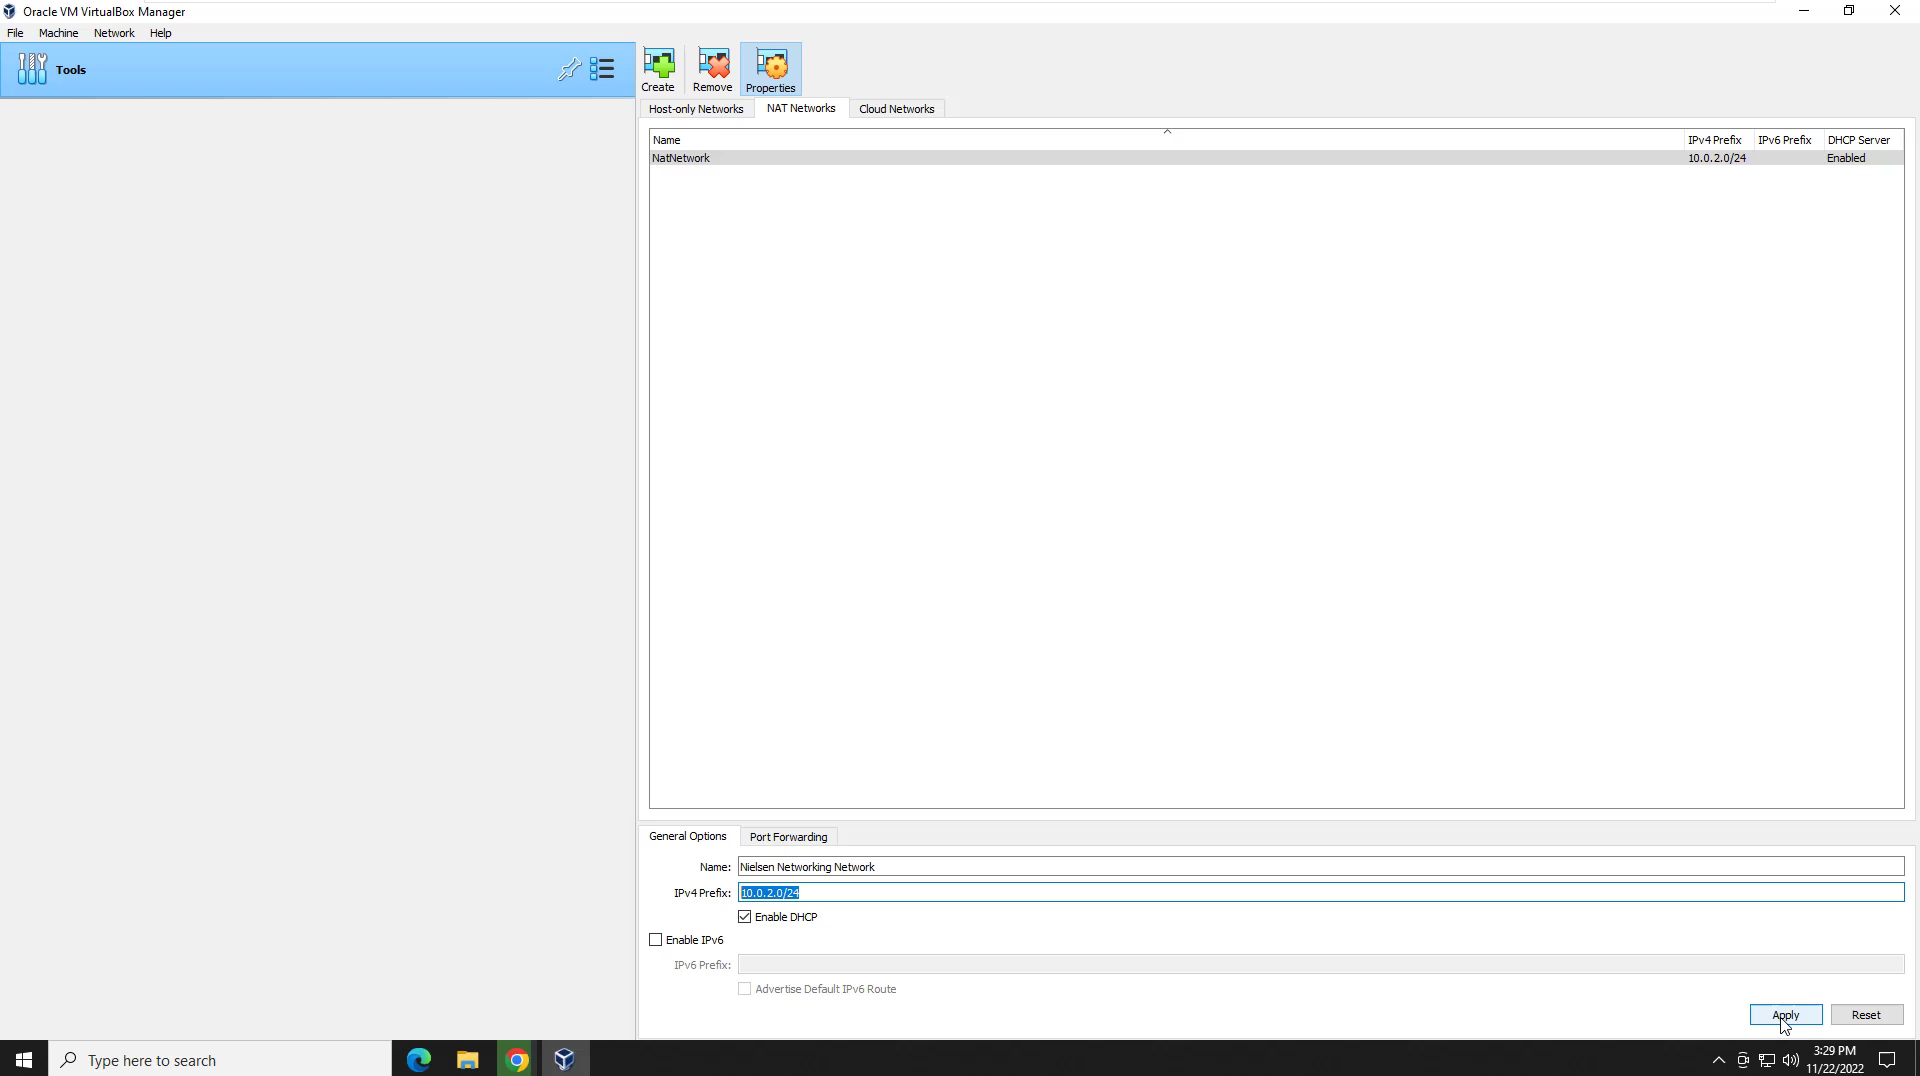 Oracle VM VirtualBox Manager
File Machine Network Help
Tools
Create Remove Properties
Host-only Networks NAT Networks Cloud Networks
Name IPv4 Prefix IPv6 Prefix DHCP Server
NatNetwork 10.0.2.0/24 Enabled
General Options Port Forwarding
Name: Nielsen Networking Network
IPv4 Prefix: 10.0.2.0/24
Enable DHCP
Enable IPv6
IPv6 Prefix:
Advertise Default IPv6 Route
Apply Reset
Type here to search
3:29 PM
11/22/2022